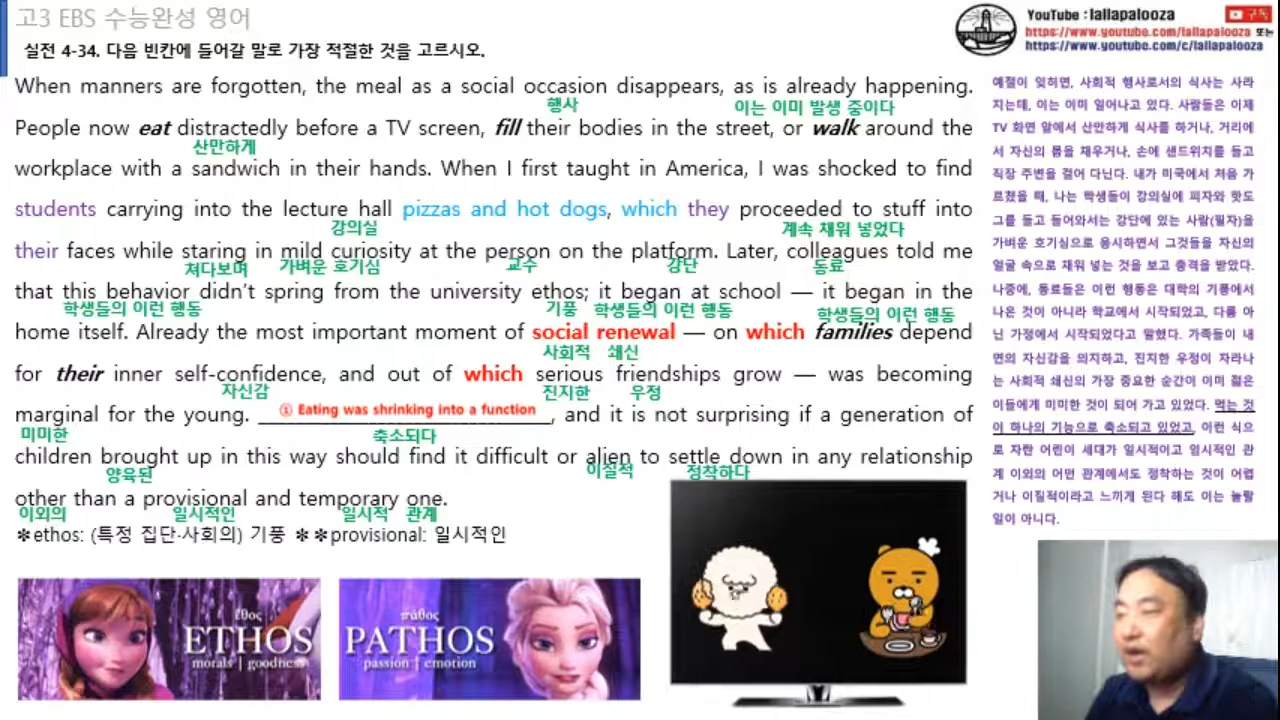 고3 EBS 수능완성 영어
YouTube : lallapalooza
구독
https://www.youtube.com/lallapalooza 또는
https://www.youtube.com/c/lallapalooza
실전 4-34. 다음 빈칸에 들어갈 말로 가장 적절한 것을 고르시오.
When manners are forgotten, the meal as a social occasion disappears, as is already happening.
행사 이는 이미 발생 중이다
People now eat distractedly before a TV screen, fill their bodies in the street, or walk around the
산만하게
workplace with a sandwich in their hands. When I first taught in America, I was shocked to find
students carrying into the lecture hall pizzas and hot dogs, which they proceeded to stuff into
강의실 계속 채워 넣었다
their faces while staring in mild curiosity at the person on the platform. Later, colleagues told me
쳐다보며 가벼운 호기심 교수 강단 동료
that this behavior didn't spring from the university ethos; it began at school — it began in the
학생들의 이런 행동 기풍 학생들의 이런 행동 학생들의 이런 행동
home itself. Already the most important moment of social renewal — on which families depend
사회적 쇄신
for their inner self-confidence, and out of which serious friendships grow — was becoming
자신감 진지한 우정
marginal for the young. ① Eating was shrinking into a function, and it is not surprising if a generation of
미미한 축소되다
children brought up in this way should find it difficult or alien to settle down in any relationship
양육된 이질적 정착하다
other than a provisional and temporary one.
이외의 일시적인 일시적 관계
*ethos: (특정 집단·사회의) 기풍 **provisional: 일시적인
예절이 잊히면, 사회적 행사로서의 식사는 사라
지는데, 이는 이미 일어나고 있다. 사람들은 이제
TV 화면 앞에서 산만하게 식사를 하거나, 거리에
서 자신의 몸을 채우거나, 손에 샌드위치를 들고
직장 주변을 걸어 다닌다. 내가 미국에서 처음 가
르쳤을 때, 나는 학생들이 강의실에 피자와 핫도
그를 들고 들어와서는 강단에 있는 사람(필자)을
가벼운 호기심으로 응시하면서 그것들을 자신의
얼굴 속으로 채워 넣는 것을 보고 충격을 받았다.
나중에, 동료들은 이런 행동은 대학의 기풍에서
나온 것이 아니라 학교에서 시작되었고, 다름 아
닌 가정에서 시작되었다고 말했다. 가족들이 내
면의 자신감을 의지하고, 진지한 우정이 자라나
는 사회적 쇄신의 가장 중요한 순간이 이미 젊은
이들에게 미미한 것이 되어 가고 있었다. 먹는 것
이 하나의 기능으로 축소되고 있었고, 이런 식으
로 자란 어린이 세대가 일시적이고 일시적인 관
계 이외의 어떤 관계에서도 정착하는 것이 어렵
거나 이질적이라고 느끼게 된다 해도 이는 놀랄
일이 아니다.
ἔθος
ETHOS
morals | goodness
πάθος
PATHOS
passion | emotion